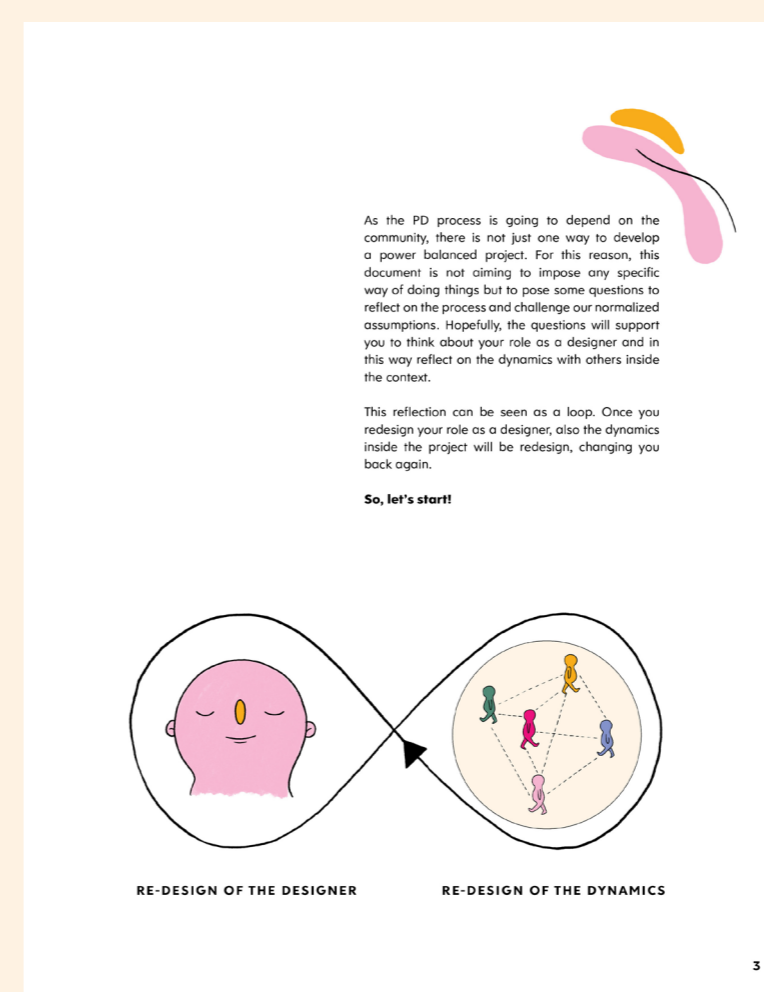 As the PD process is going to depend on the
community, there is not just one way to develop
a power balanced project. For this reason, this
document is not aiming to impose any specific
way of doing things but to pose some questions to
reflect on the process and challenge our normalized
assumptions. Hopefully, the questions will support
you to think about your role as a designer and in
this way reflect on the dynamics with others inside
the context.
This reflection can be seen as a loop. Once you
redesign your role as a designer, also the dynamics
inside the project will be redesign, changing you
back again.
So, let's start!
RE-DESIGN OF THE DESIGNER
RE-DESIGN OF THE DYNAMICS
3